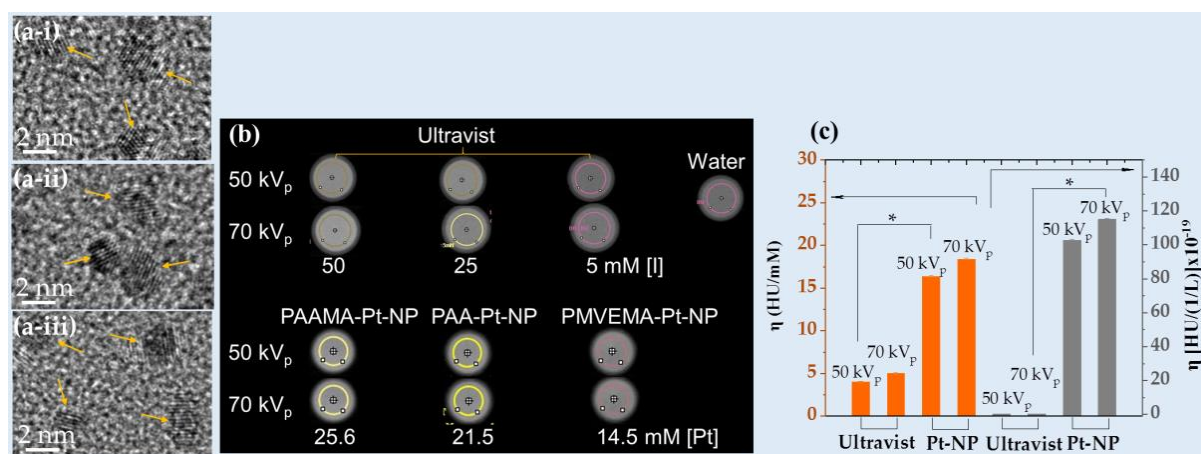 (a-i)
2 nm
(a-ii)
2 nm
(a-iii)
2 nm
(b)
Ultravist
Water
50 kVp
70 kVp
50 25 5 mM [I]
PAAMA-Pt-NP PAA-Pt-NP PMVEMA-Pt-NP
50 kVp
70 kVp
25.6 21.5 14.5 mM [Pt]
(c)
30
25
20
15
10
5
0
η (HU/mM)
140
120
100
80
60
40
20
0
η [HU/(1/L)](x10⁻¹⁹)
*
*
50 kVp
70 kVp
50 kVp
70 kVp
50 kVp
70 kVp
50 kVp
70 kVp
Ultravist Pt-NP Ultravist Pt-NP